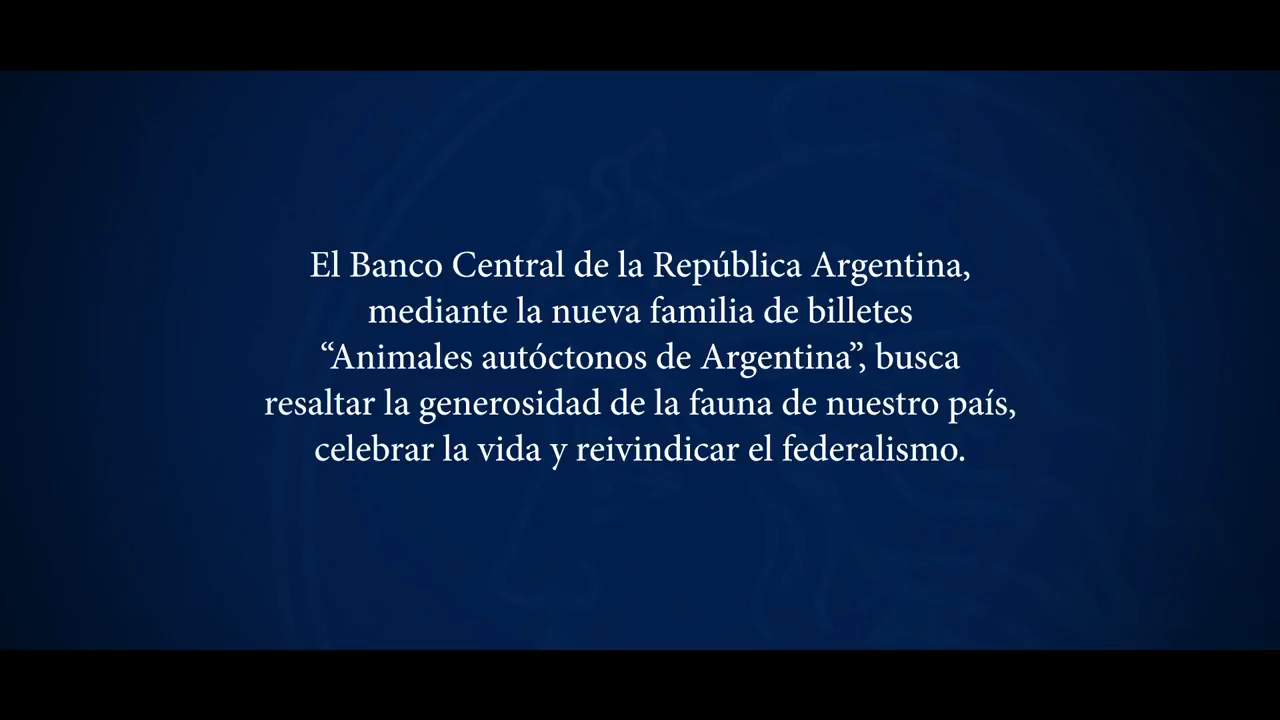 El Banco Central de la República Argentina,
mediante la nueva familia de billetes
“Animales autóctonos de Argentina”, busca
resaltar la generosidad de la fauna de nuestro país,
celebrar la vida y reivindicar el federalismo.